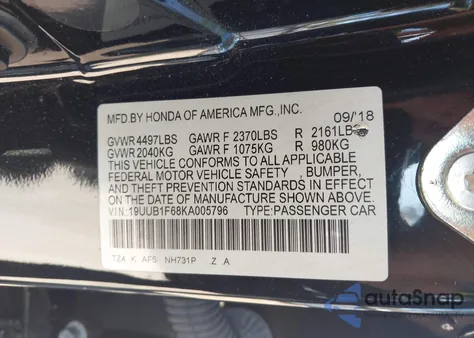 MFD.BY HONDA OF AMERICA MFG.,INC. 09/18
GVWR 4497LBS GAWR F 2370LBS R 2161LBS
GVWR 2040KG GAWR F 1075KG R 980KG
THIS VEHICLE CONFORMS TO ALL APPLICABLE
FEDERAL MOTOR VEHICLE SAFETY , BUMPER,
AND THEFT PREVENTION STANDARDS IN EFFECT
ON THE DATE OF MANUFACTURE SHOWN ABOVE.
VIN:19UUB1F68KA005796 TYPE:PASSENGER CAR
TZA K AFS NH731P Z A
autoSnap